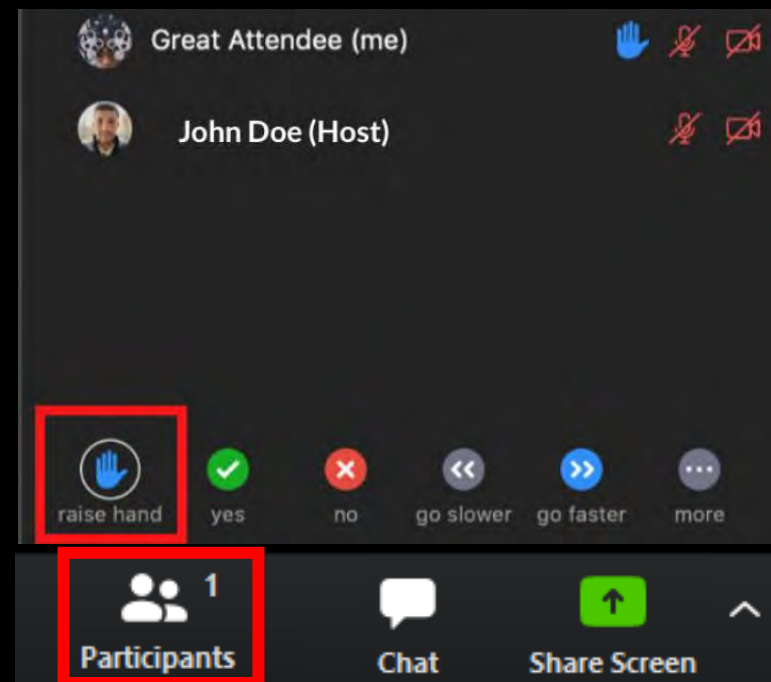 Great Attendee (me)
John Doe (Host)
raise hand yes no go slower go faster more
1
Participants Chat Share Screen